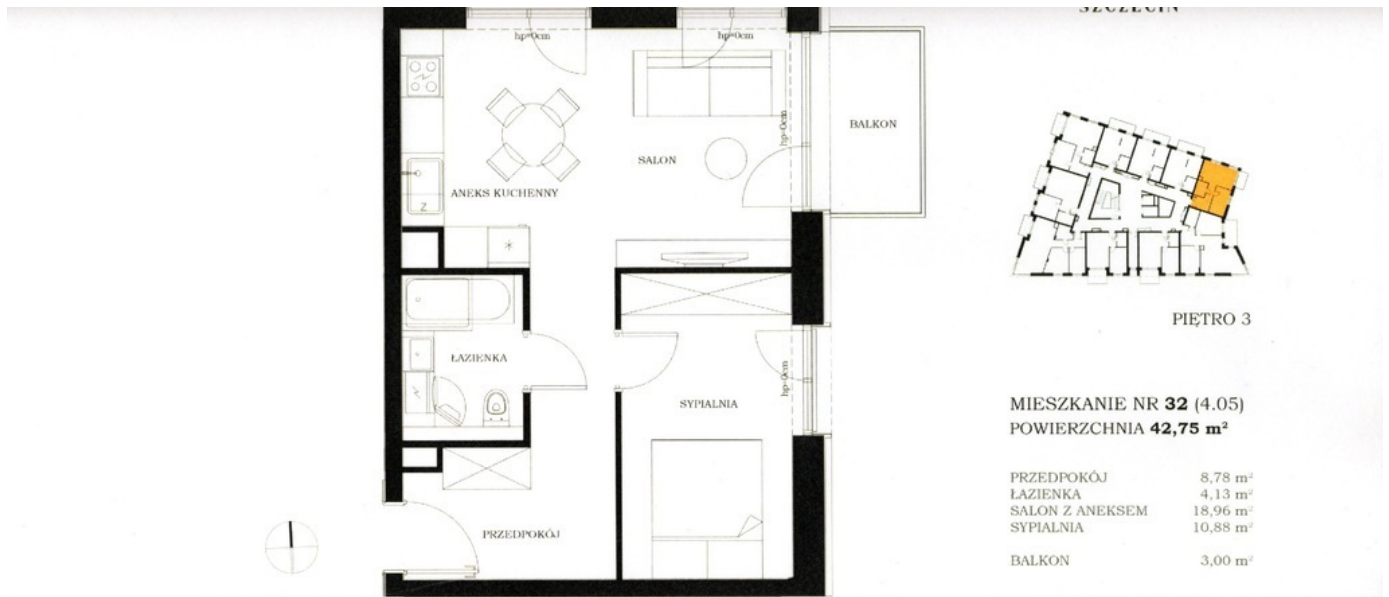 SZCZECIN
hp=0cm
hp=0cm
hp=0cm
BALKON
SALON
ANEKS KUCHENNY
Z
ŁAZIENKA
SYPIALNIA
hp=0cm
PRZEDPOKÓJ
PIĘTRO 3
MIESZKANIE NR 32 (4.05)
POWIERZCHNIA 42,75 m²
PRZEDPOKÓJ 8,78 m²
ŁAZIENKA 4,13 m²
SALON Z ANEKSEM 18,96 m²
SYPIALNIA 10,88 m²
BALKON 3,00 m²